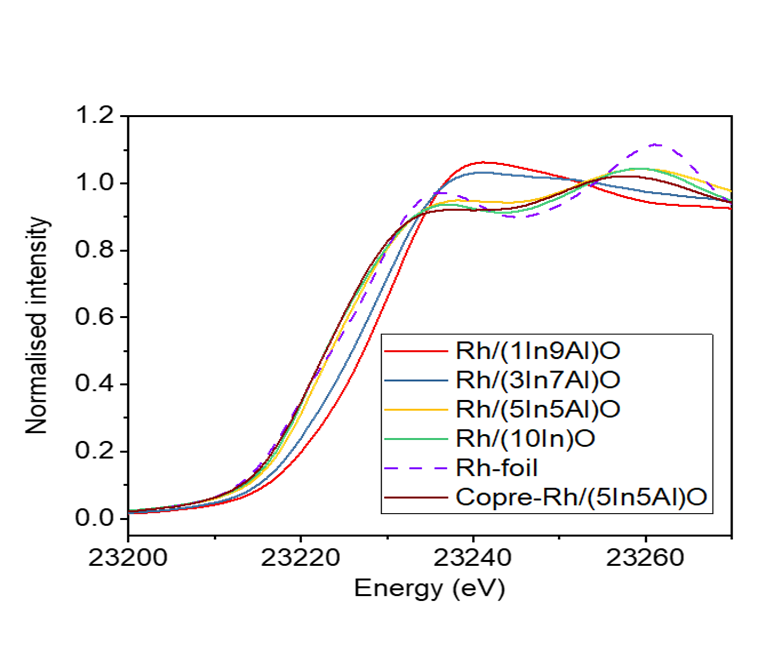 1.2
1.0
0.8
0.6
0.4
0.2
0.0
Normalised intensity
Rh/(1In9Al)O
Rh/(3In7Al)O
Rh/(5In5Al)O
Rh/(10In)O
Rh-foil
Copre-Rh/(5In5Al)O
23200 23220 23240 23260
Energy (eV)